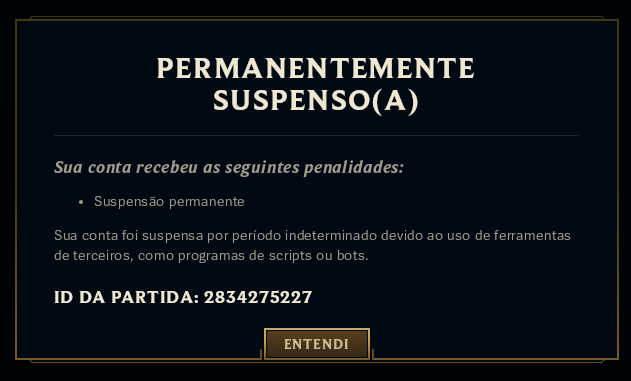 PERMANENTEMENTE
SUSPENSO(A)
Sua conta recebeu as seguintes penalidades:
• Suspensão permanente
Sua conta foi suspensa por período indeterminado devido ao uso de ferramentas
de terceiros, como programas de scripts ou bots.
ID DA PARTIDA: 2834275227
ENTENDI